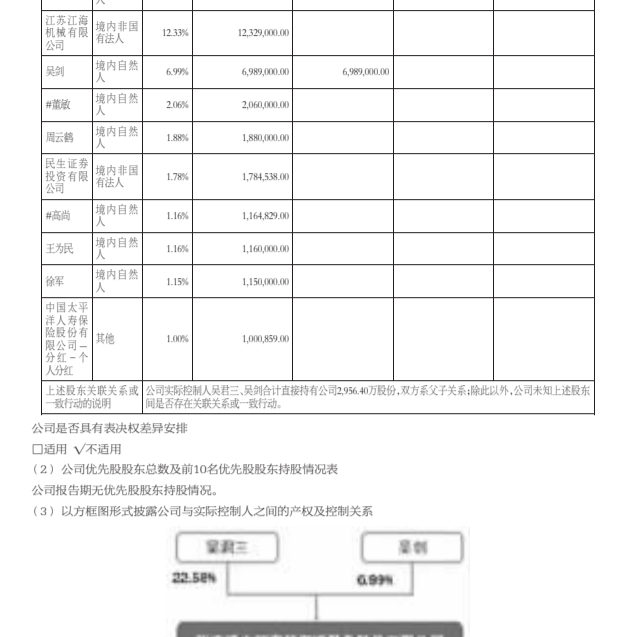 人
江苏江海
机械有限
公司
境内非国
有法人
12.33%
12,329,000.00
吴剑
境内自然
人
6.99%
6,989,000.00
6,989,000.00
#董敏
境内自然
人
2.06%
2,060,000.00
周云鹤
境内自然
人
1.88%
1,880,000.00
民生证券
投资有限
公司
境内非国
有法人
1.78%
1,784,538.00
#高尚
境内自然
人
1.16%
1,164,829.00
王为民
境内自然
人
1.16%
1,160,000.00
徐军
境内自然
人
1.15%
1,150,000.00
中国太平
洋人寿保
险股份有
限公司－
分红－个
人分红
其他
1.00%
1,000,859.00
上述股东关联关系或
一致行动的说明
公司实际控制人吴君三、吴剑合计直接持有公司2,956.40万股份,双方系父子关系;除此以外,公司未知上述股东
间是否存在关联关系或一致行动。
公司是否具有表决权差异安排
□适用 √不适用
（2）公司优先股股东总数及前10名优先股股东持股情况表
公司报告期无优先股股东持股情况。
（3）以方框图形式披露公司与实际控制人之间的产权及控制关系
吴君三
吴剑
22.58%
6.99%